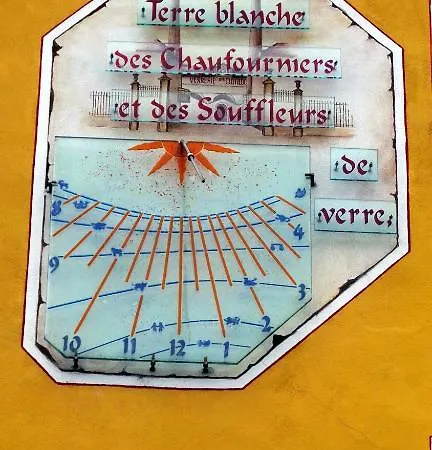 Terre blanche
des Chaufourniers
et des Souffleurs
de
verre
8
9
10
11
12
1
2
3
4